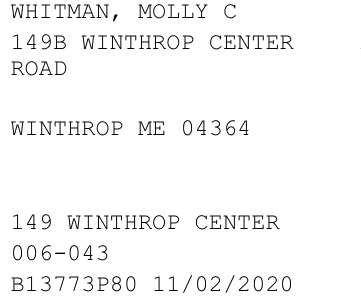 WHITMAN, MOLLY C
149B WINTHROP CENTER
ROAD
WINTHROP ME 04364
149 WINTHROP CENTER
006-043
B13773P80 11/02/2020